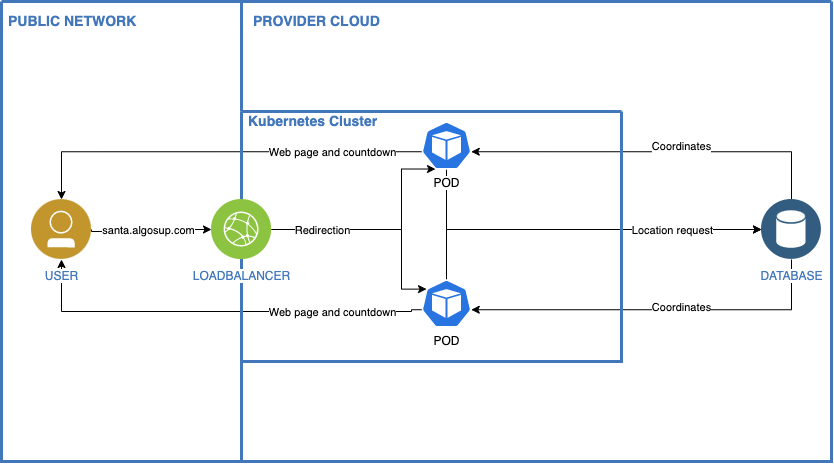 PUBLIC NETWORK
PROVIDER CLOUD
Kubernetes Cluster
Web page and countdown
Coordinates
POD
santa.algosup.com
Redirection
Location request
USER
LOADBALANCER
DATABASE
Web page and countdown
Coordinates
POD